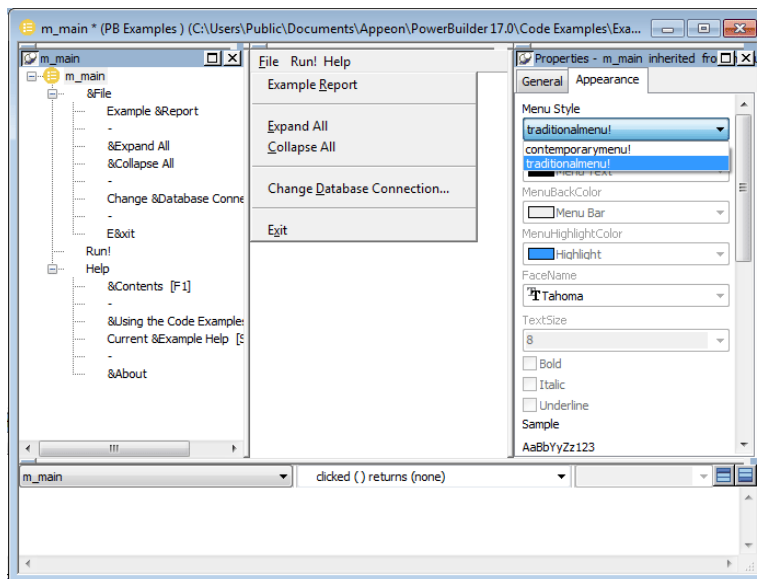 m_main * (PB Examples ) (C:\Users\Public\Documents\Appeon\PowerBuilder 17.0\Code Examples\Exa...
m_main
m_main
&File
Example &Report
-
&Expand All
&Collapse All
-
Change &Database Conne
-
E&xit
Run!
Help
&Contents [F1]
-
&Using the Code Example
Current &Example Help [S
-
&About
File Run! Help
Example Report
Expand All
Collapse All
Change Database Connection...
Exit
Properties - m_main inherited fro
General Appearance
Menu Style
traditionalmenu!
contemporarymenu!
traditionalmenu!
Menu Text
MenuBackColor
Menu Bar
MenuHighlightColor
Highlight
FaceName
Tahoma
TextSize
8
Bold
Italic
Underline
Sample
AaBbYyZz123
m_main
clicked ( ) returns (none)